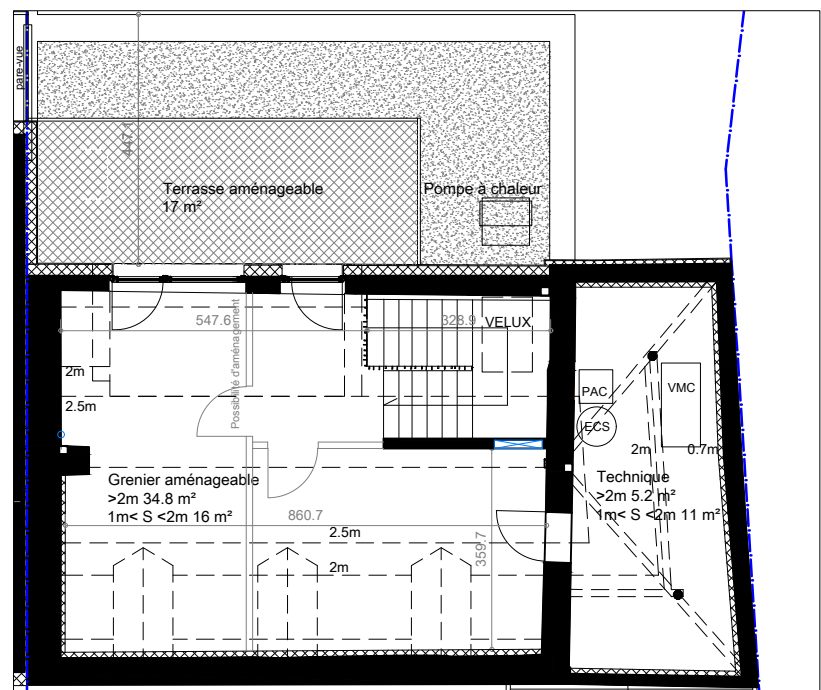 pare-vue
447.1
Terrasse aménageable
17 m²
Pompe à chaleur
547.6
328.9
VELUX
Possibilité d'aménagement
2m
2.5m
PAC
VMC
ECS
2m
0.7m
Grenier aménageable
>2m 34.8 m²
1m< S <2m 16 m²
Technique
>2m 5.2 m²
1m< S <2m 11 m²
860.7
2.5m
359.7
2m